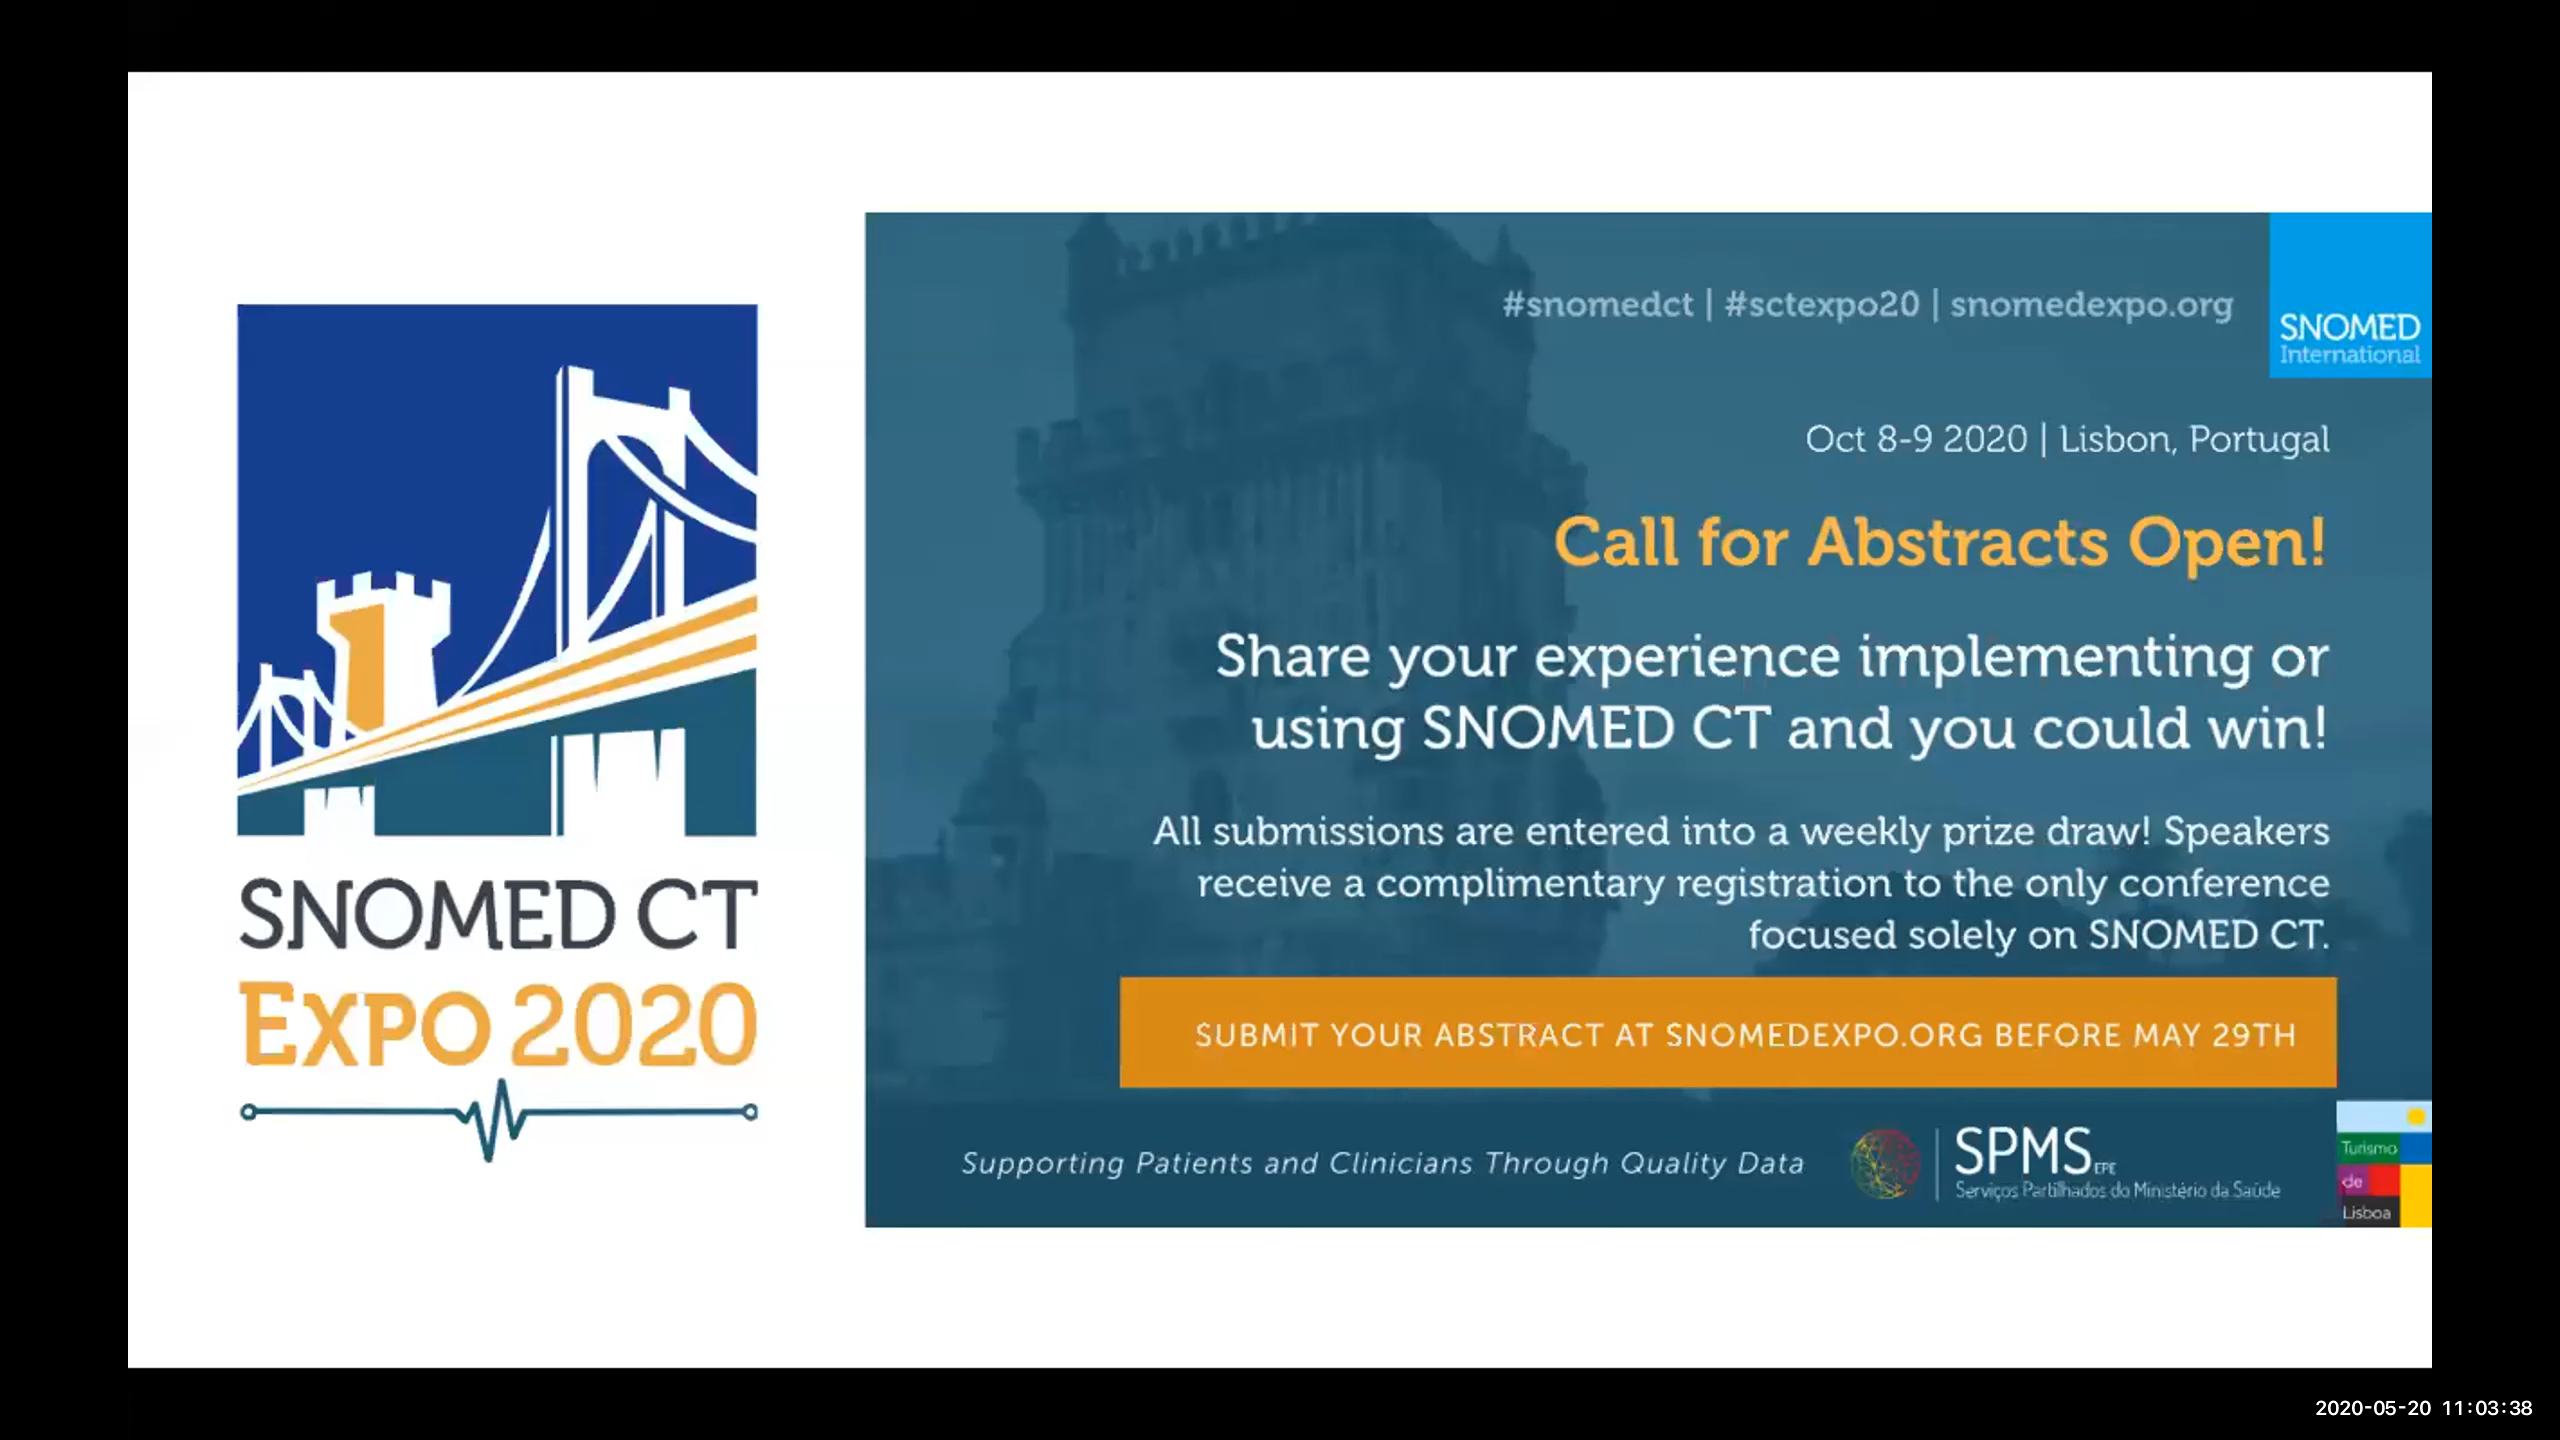 SNOMED CT
EXPO 2020
#snomedct | #sctexpo20 | snomedexpo.org
SNOMED
International
Oct 8-9 2020 | Lisbon, Portugal
Call for Abstracts Open!
Share your experience implementing or
using SNOMED CT and you could win!
All submissions are entered into a weekly prize draw! Speakers
receive a complimentary registration to the only conference
focused solely on SNOMED CT.
SUBMIT YOUR ABSTRACT AT SNOMEDEXPO.ORG BEFORE MAY 29TH
Supporting Patients and Clinicians Through Quality Data
SPMS EPE
Serviços Partilhados do Ministério da Saúde
Turismo
de
Lisboa
2020-05-20 11:03:38